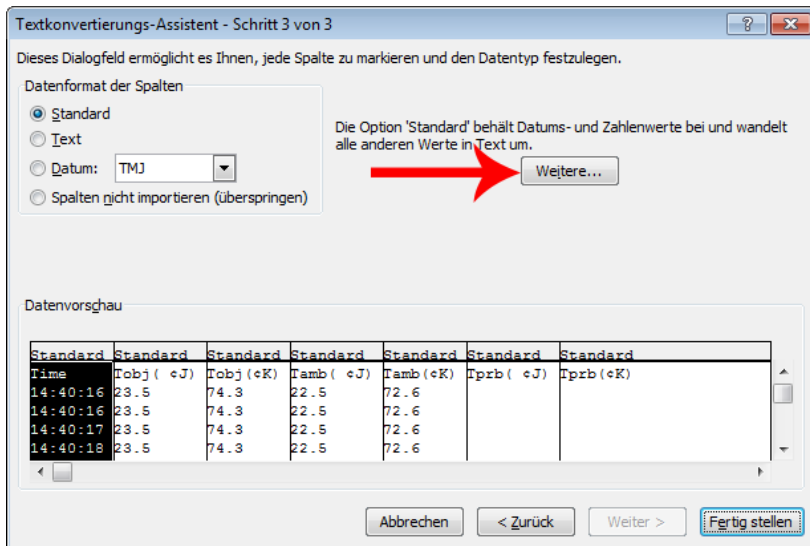 Textkonvertierungs-Assistent - Schritt 3 von 3
Dieses Dialogfeld ermöglicht es Ihnen, jede Spalte zu markieren und den Datentyp festzulegen.
Datenformat der Spalten
Standard
Text
Datum: TMJ
Spalten nicht importieren (überspringen)
Die Option 'Standard' behält Datums- und Zahlenwerte bei und wandelt
alle anderen Werte in Text um.
Weitere...
Datenvorschau
Standard Standard Standard Standard Standard Standard Standard
Time Tobj( ¢J) Tobj(¢K) Tamb( ¢J) Tamb(¢K) Tprb( ¢J) Tprb(¢K)
14:40:16 23.5 74.3 22.5 72.6
14:40:16 23.5 74.3 22.5 72.6
14:40:17 23.5 74.3 22.5 72.6
14:40:18 23.5 74.3 22.5 72.6
Abbrechen < Zurück Weiter > Fertig stellen